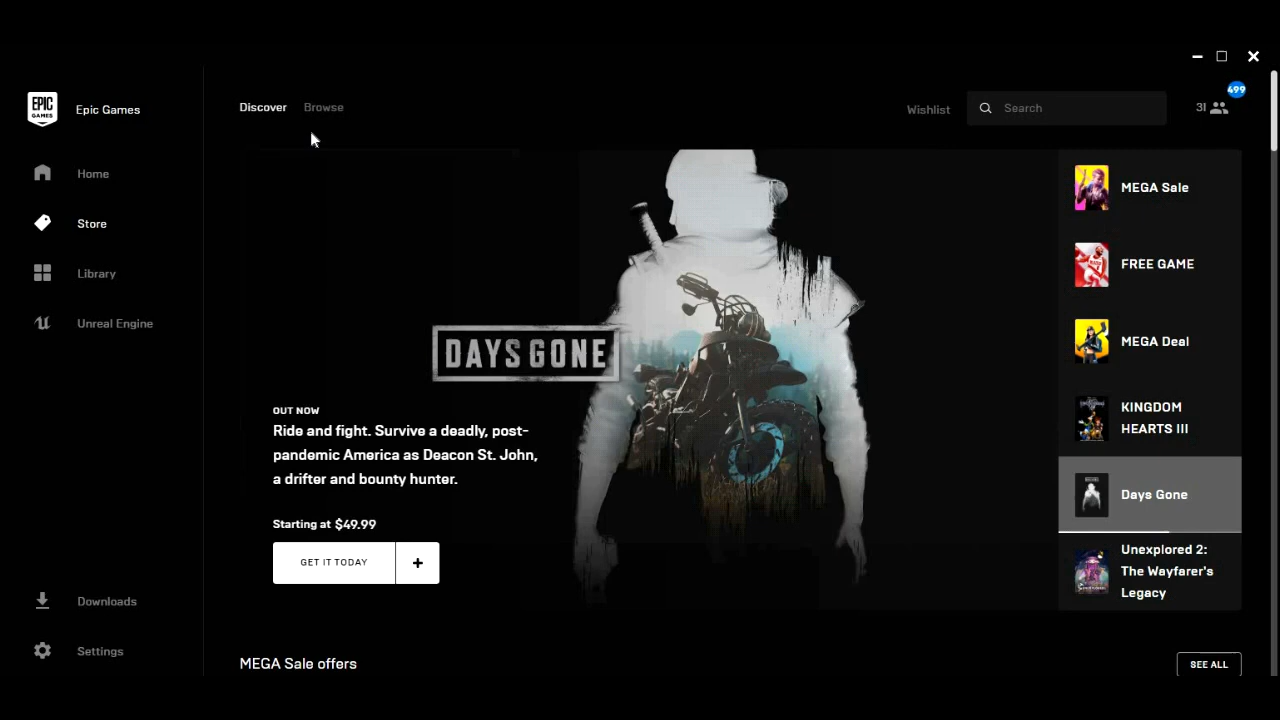 EPIC
GAMES
Epic Games
Home
Store
Library
Unreal Engine
Downloads
Settings
Discover
Browse
Wishlist
Search
31
499
DAYS GONE
OUT NOW
Ride and fight. Survive a deadly, post-
pandemic America as Deacon St. John,
a drifter and bounty hunter.
Starting at $49.99
GET IT TODAY
+
MEGA Sale
FREE GAME
MEGA Deal
KINGDOM
HEARTS III
Days Gone
Unexplored 2:
The Wayfarer's
Legacy
MEGA Sale offers
SEE ALL